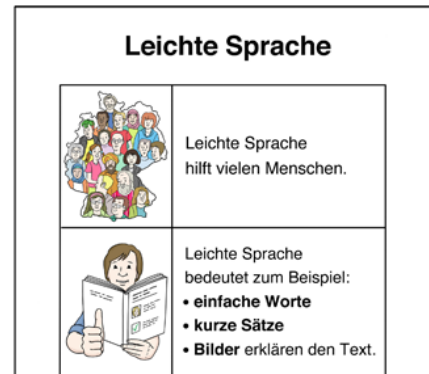 Leichte Sprache
Leichte Sprache
hilft vielen Menschen.
Leichte Sprache
bedeutet zum Beispiel:
• einfache Worte
• kurze Sätze
• Bilder erklären den Text.